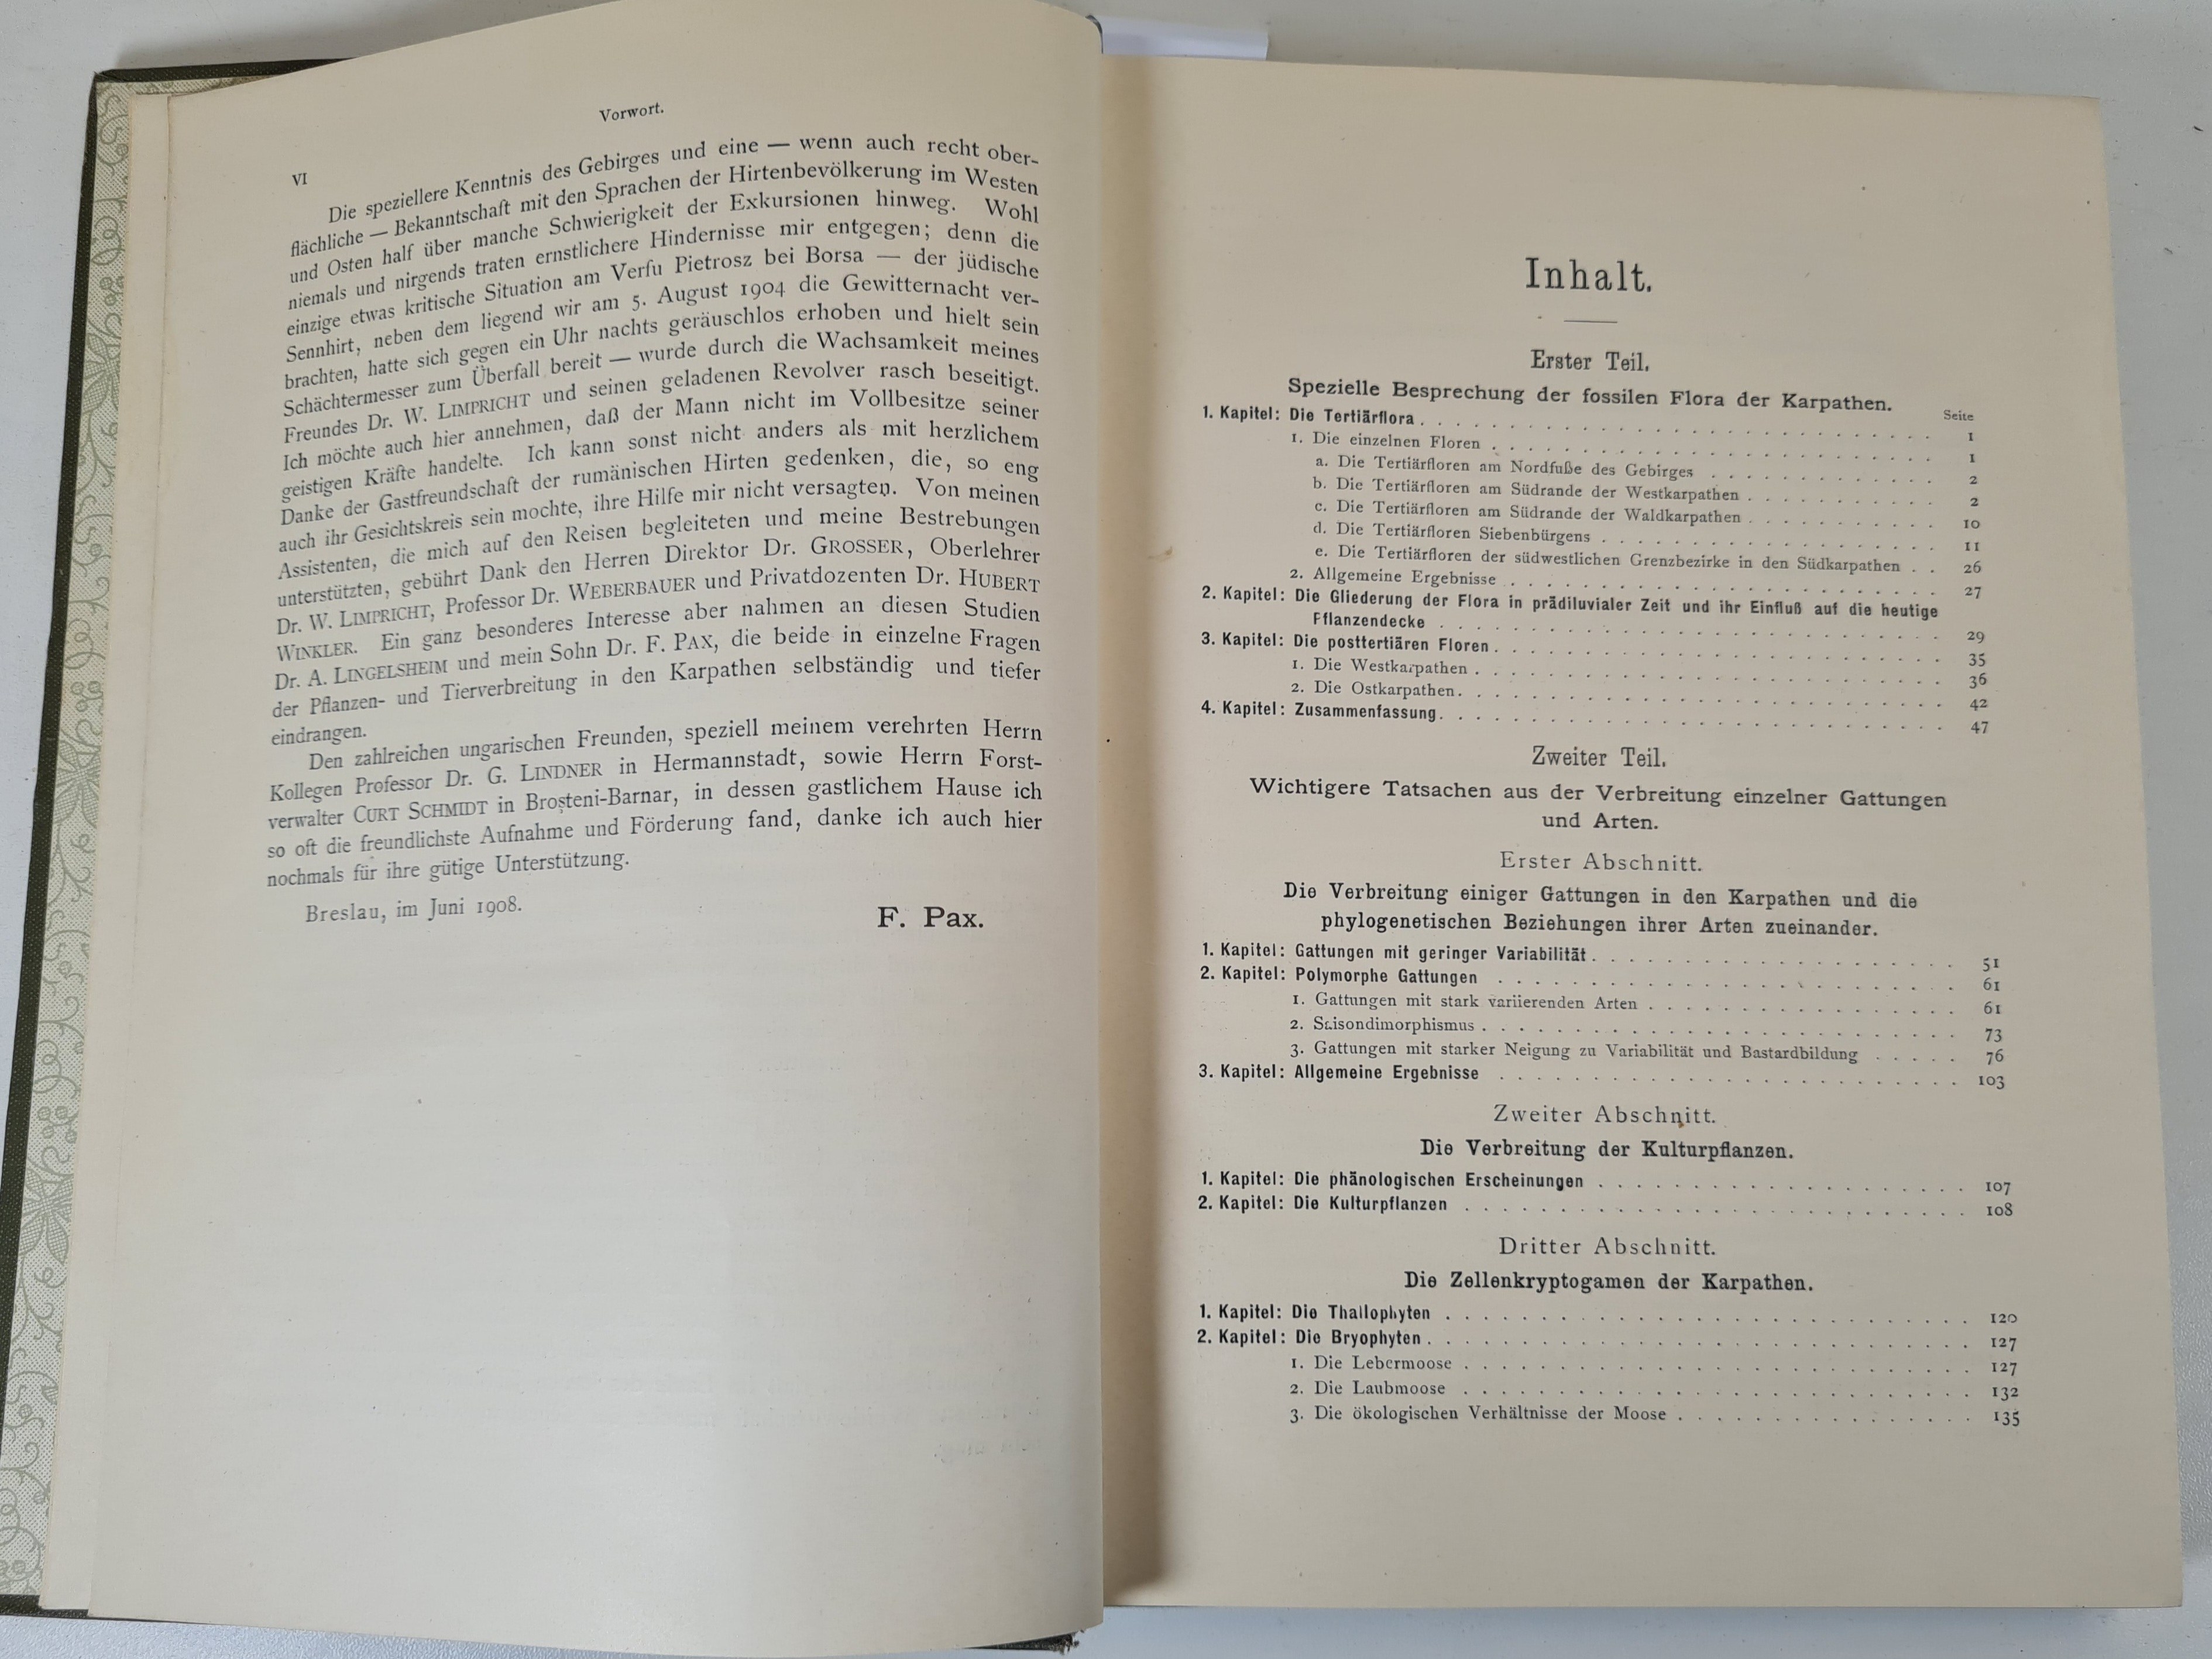 Vorwort.
VI
Die speziellere Kenntnis des Gebirges und eine — wenn auch recht ober-
flächliche — Bekanntschaft mit den Sprachen der Hirtenbevölkerung im Westen
und Osten half über manche Schwierigkeit der Exkursionen hinweg. Wohl
niemals und nirgends traten ernstlichere Hindernisse mir entgegen; denn die
einzige etwas kritische Situation am Verfu Pietrosz bei Borsa — der jüdische
Sennhirt, neben dem liegend wir am 5. August 1904 die Gewitternacht ver-
brachten, hatte sich gegen ein Uhr nachts geräuschlos erhoben und hielt sein
Schächtermesser zum Überfall bereit — wurde durch die Wachsamkeit meines
Freundes Dr. W. LIMPRICHT und seinen geladenen Revolver rasch beseitigt.
Ich möchte auch hier annehmen, daß der Mann nicht im Vollbesitze seiner
geistigen Kräfte handelte. Ich kann sonst nicht anders als mit herzlichem
Danke der Gastfreundschaft der rumänischen Hirten gedenken, die, so eng
auch ihr Gesichtskreis sein mochte, ihre Hilfe mir nicht versagten. Von meinen
Assistenten, die mich auf den Reisen begleiteten und meine Bestrebungen
unterstützten, gebührt Dank den Herren Direktor Dr. GROSSER, Oberlehrer
Dr. W. LIMPRICHT, Professor Dr. WEBERBAUER und Privatdozenten Dr. HUBERT
WINKLER. Ein ganz besonderes Interesse aber nahmen an diesen Studien
Dr. A. LINGELSHEIM und mein Sohn Dr. F. PAX, die beide in einzelne Fragen
der Pflanzen- und Tierverbreitung in den Karpathen selbständig und tiefer
eindrangen.
Den zahlreichen ungarischen Freunden, speziell meinem verehrten Herrn
Kollegen Professor Dr. G. LINDNER in Hermannstadt, sowie Herrn Forst-
verwalter CURT SCHMIDT in Broşteni-Barnar, in dessen gastlichem Hause ich
so oft die freundlichste Aufnahme und Förderung fand, danke ich auch hier
nochmals für ihre gütige Unterstützung.
Breslau, im Juni 1908.
F. Pax.
Inhalt.
Erster Teil.
Spezielle Besprechung der fossilen Flora der Karpathen.
Seite
1. Kapitel: Die Tertiärflora . . . . . . . . . . 1
1. Die einzelnen Floren . . . . . . . . . . 1
a. Die Tertiärfloren am Nordfuße des Gebirges . . . . . . . . . . 2
b. Die Tertiärfloren am Südrande der Westkarpathen . . . . . . . . . . 2
c. Die Tertiärfloren am Südrande der Waldkarpathen . . . . . . . . . . 10
d. Die Tertiärfloren Siebenbürgens . . . . . . . . . . 11
e. Die Tertiärfloren der südwestlichen Grenzbezirke in den Südkarpathen . . 26
2. Allgemeine Ergebnisse . . . . . . . . . . 27
2. Kapitel: Die Gliederung der Flora in prädiluvialer Zeit und ihr Einfluß auf die heutige
Pflanzendecke . . . . . . . . . . 29
3. Kapitel: Die posttertiären Floren . . . . . . . . . . 35
1. Die Westkarpathen . . . . . . . . . . 36
2. Die Ostkarpathen . . . . . . . . . . 42
4. Kapitel: Zusammenfassung . . . . . . . . . . 47
Zweiter Teil.
Wichtigere Tatsachen aus der Verbreitung einzelner Gattungen
und Arten.
Erster Abschnitt.
Die Verbreitung einiger Gattungen in den Karpathen und die
phylogenetischen Beziehungen ihrer Arten zueinander.
1. Kapitel: Gattungen mit geringer Variabilität . . . . . . . . . . 51
2. Kapitel: Polymorphe Gattungen . . . . . . . . . . 61
1. Gattungen mit stark variierenden Arten . . . . . . . . . . 61
2. Saisondimorphismus . . . . . . . . . . 73
3. Gattungen mit starker Neigung zu Variabilität und Bastardbildung . . . . . 76
3. Kapitel: Allgemeine Ergebnisse . . . . . . . . . . 103
Zweiter Abschnitt.
Die Verbreitung der Kulturpflanzen.
1. Kapitel: Die phänologischen Erscheinungen . . . . . . . . . . 107
2. Kapitel: Die Kulturpflanzen . . . . . . . . . . 108
Dritter Abschnitt.
Die Zellenkryptogamen der Karpathen.
1. Kapitel: Die Thallophyten . . . . . . . . . . 120
2. Kapitel: Die Bryophyten . . . . . . . . . . 127
1. Die Lebermoose . . . . . . . . . . 127
2. Die Laubmoose . . . . . . . . . . 132
3. Die ökologischen Verhältnisse der Moose . . . . . . . . . . 135